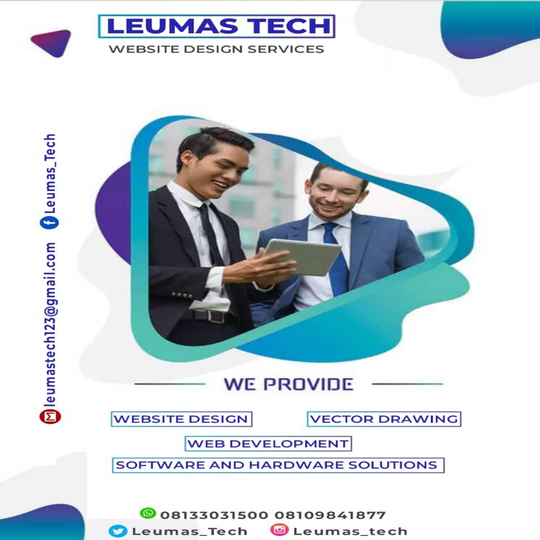 LEUMAS TECH
WEBSITE DESIGN SERVICES
Leumas_Tech
leumastech123@gmail.com
WE PROVIDE
WEBSITE DESIGN
VECTOR DRAWING
WEB DEVELOPMENT
SOFTWARE AND HARDWARE SOLUTIONS
08133031500 08109841877
Leumas_Tech
Leumas_tech